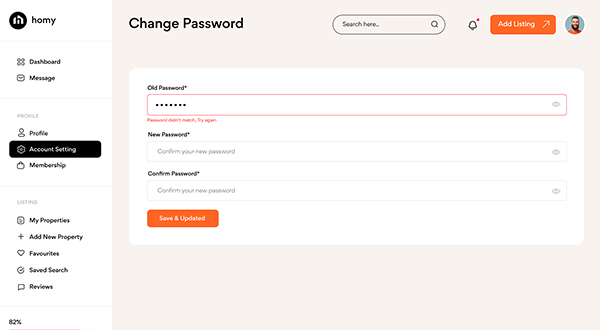 homy
Change Password
Search here..
Add Listing
Dashboard
Message
PROFILE
Profile
Account Setting
Membership
LISTING
My Properties
Add New Property
Favourites
Saved Search
Reviews
82%
Old Password*
Password didn't match, Try again.
New Password*
Confirm your new password
Confirm Password*
Confirm your new password
Save & Updated